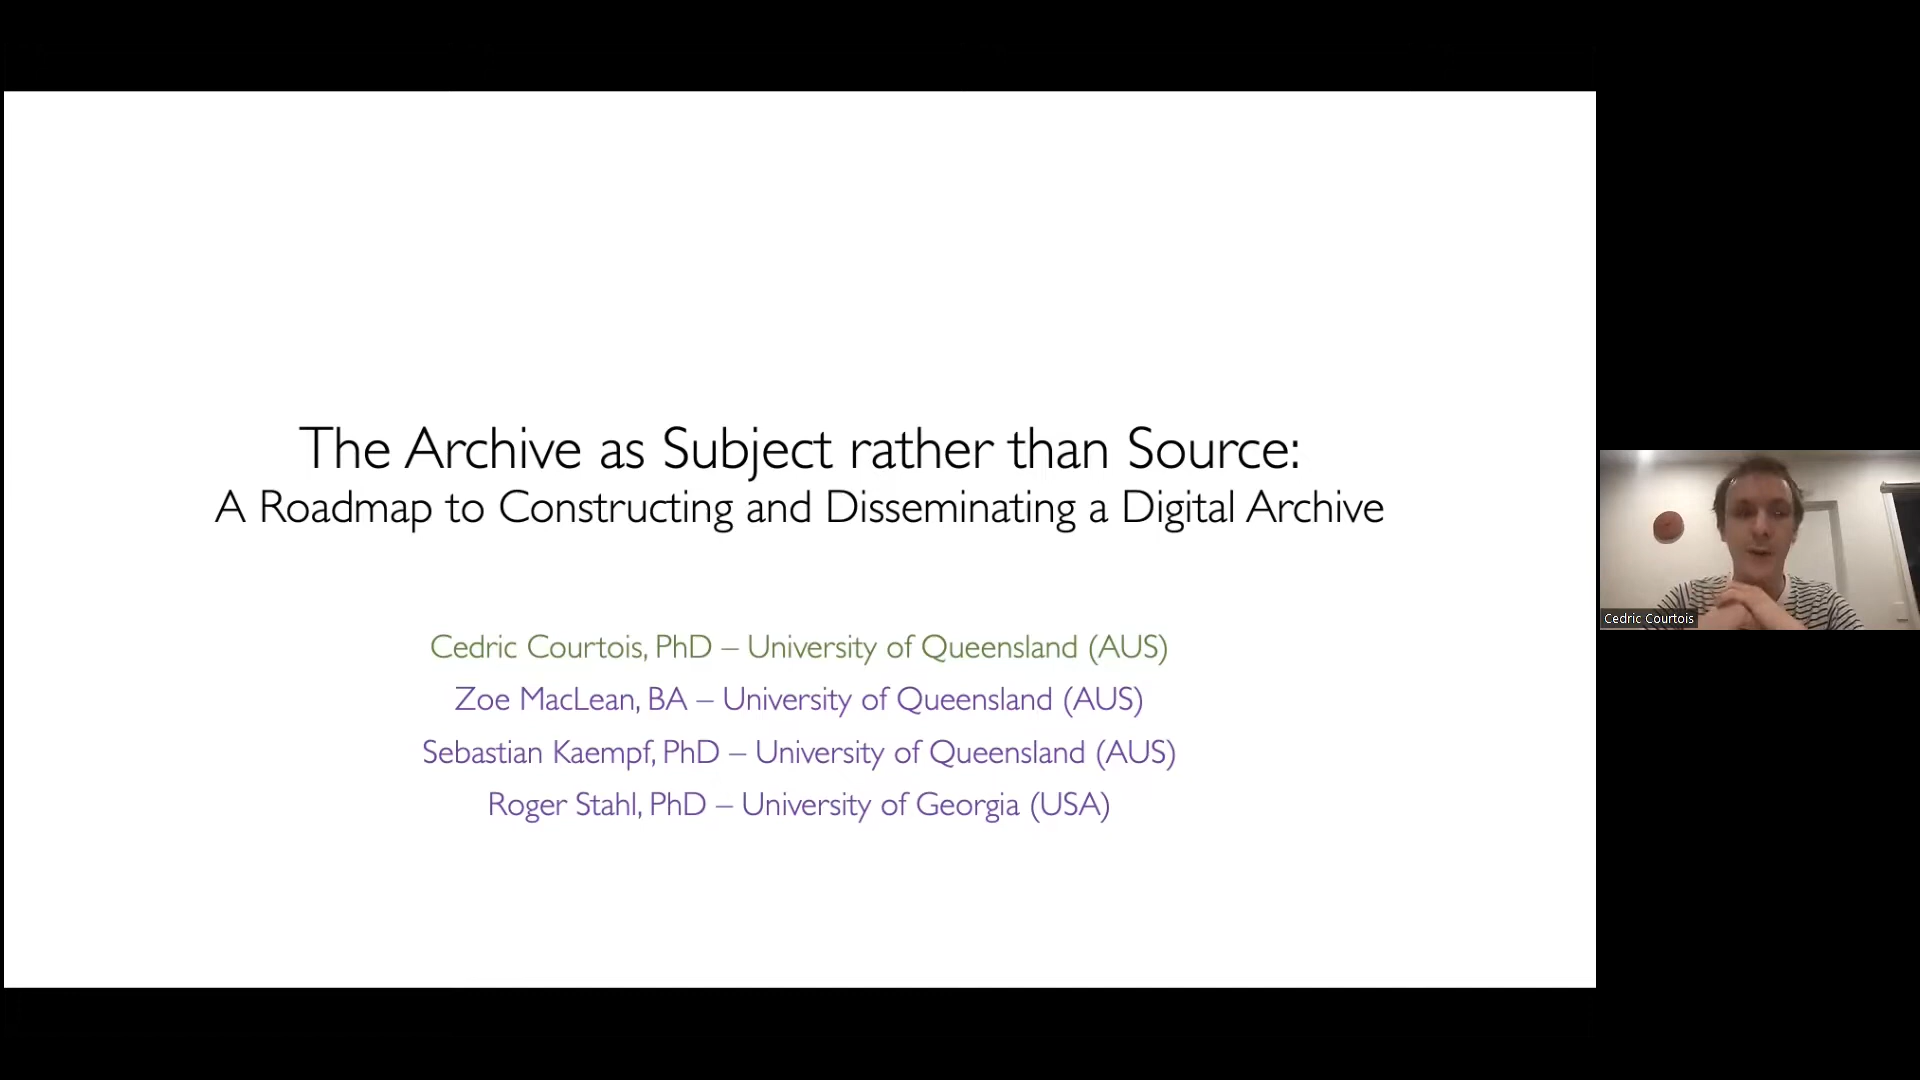 The Archive as Subject rather than Source:
A Roadmap to Constructing and Disseminating a Digital Archive
Cedric Courtois, PhD – University of Queensland (AUS)
Zoe MacLean, BA – University of Queensland (AUS)
Sebastian Kaempf, PhD – University of Queensland (AUS)
Roger Stahl, PhD – University of Georgia (USA)
Cedric Courtois